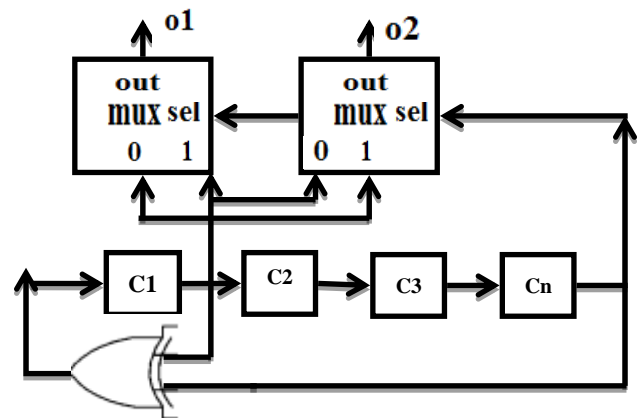 o1 o2
out out
mux sel mux sel
0 1 0 1
C1 C2 C3 Cn